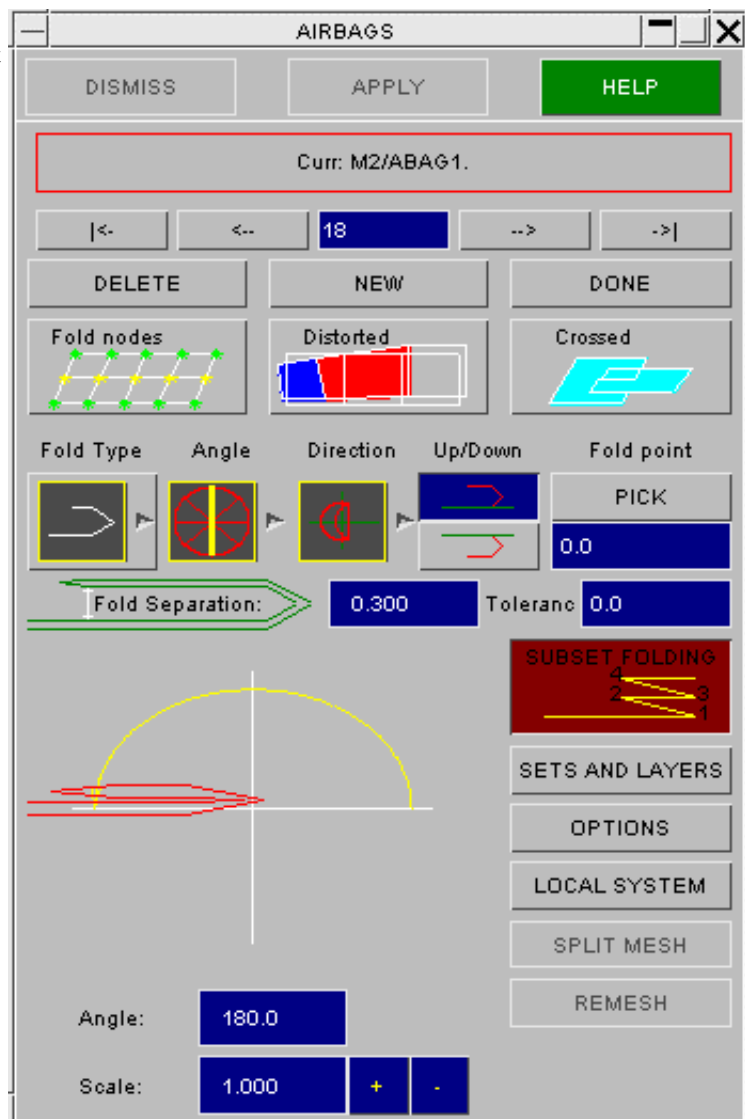 AIRBAGS
DISMISS APPLY HELP
Curr: M2/ABAG1.
|<- <-- 18 --> ->|
DELETE NEW DONE
Fold nodes Distorted Crossed
Fold Type Angle Direction Up/Down Fold point
PICK
0.0
Fold Separation: 0.300 Toleranc 0.0
SUBSET FOLDING
4
2 3
1
SETS AND LAYERS
OPTIONS
LOCAL SYSTEM
SPLIT MESH
REMESH
Angle: 180.0
Scale: 1.000 + -